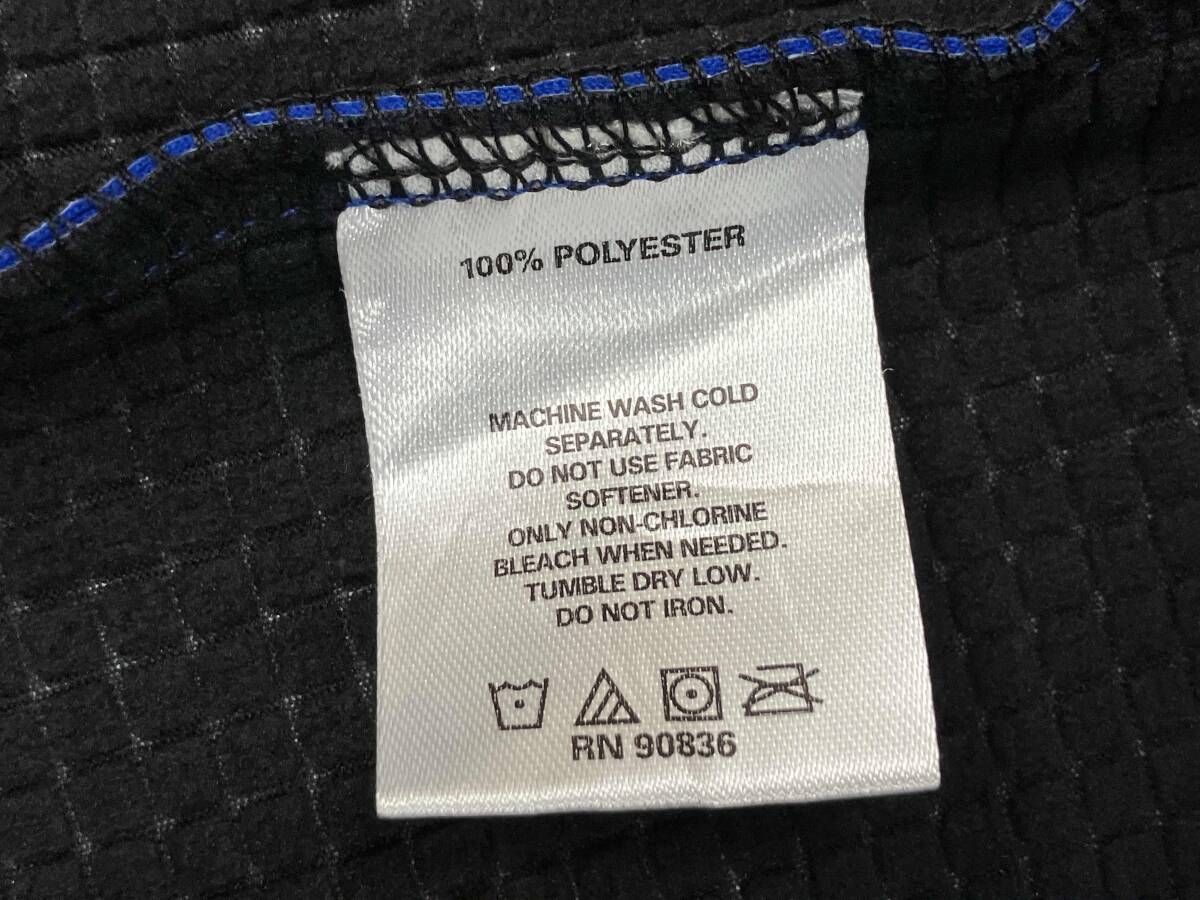 100% POLYESTER
MACHINE WASH COLD
SEPARATELY.
DO NOT USE FABRIC
SOFTENER.
ONLY NON-CHLORINE
BLEACH WHEN NEEDED.
TUMBLE DRY LOW.
DO NOT IRON.
RN 90836